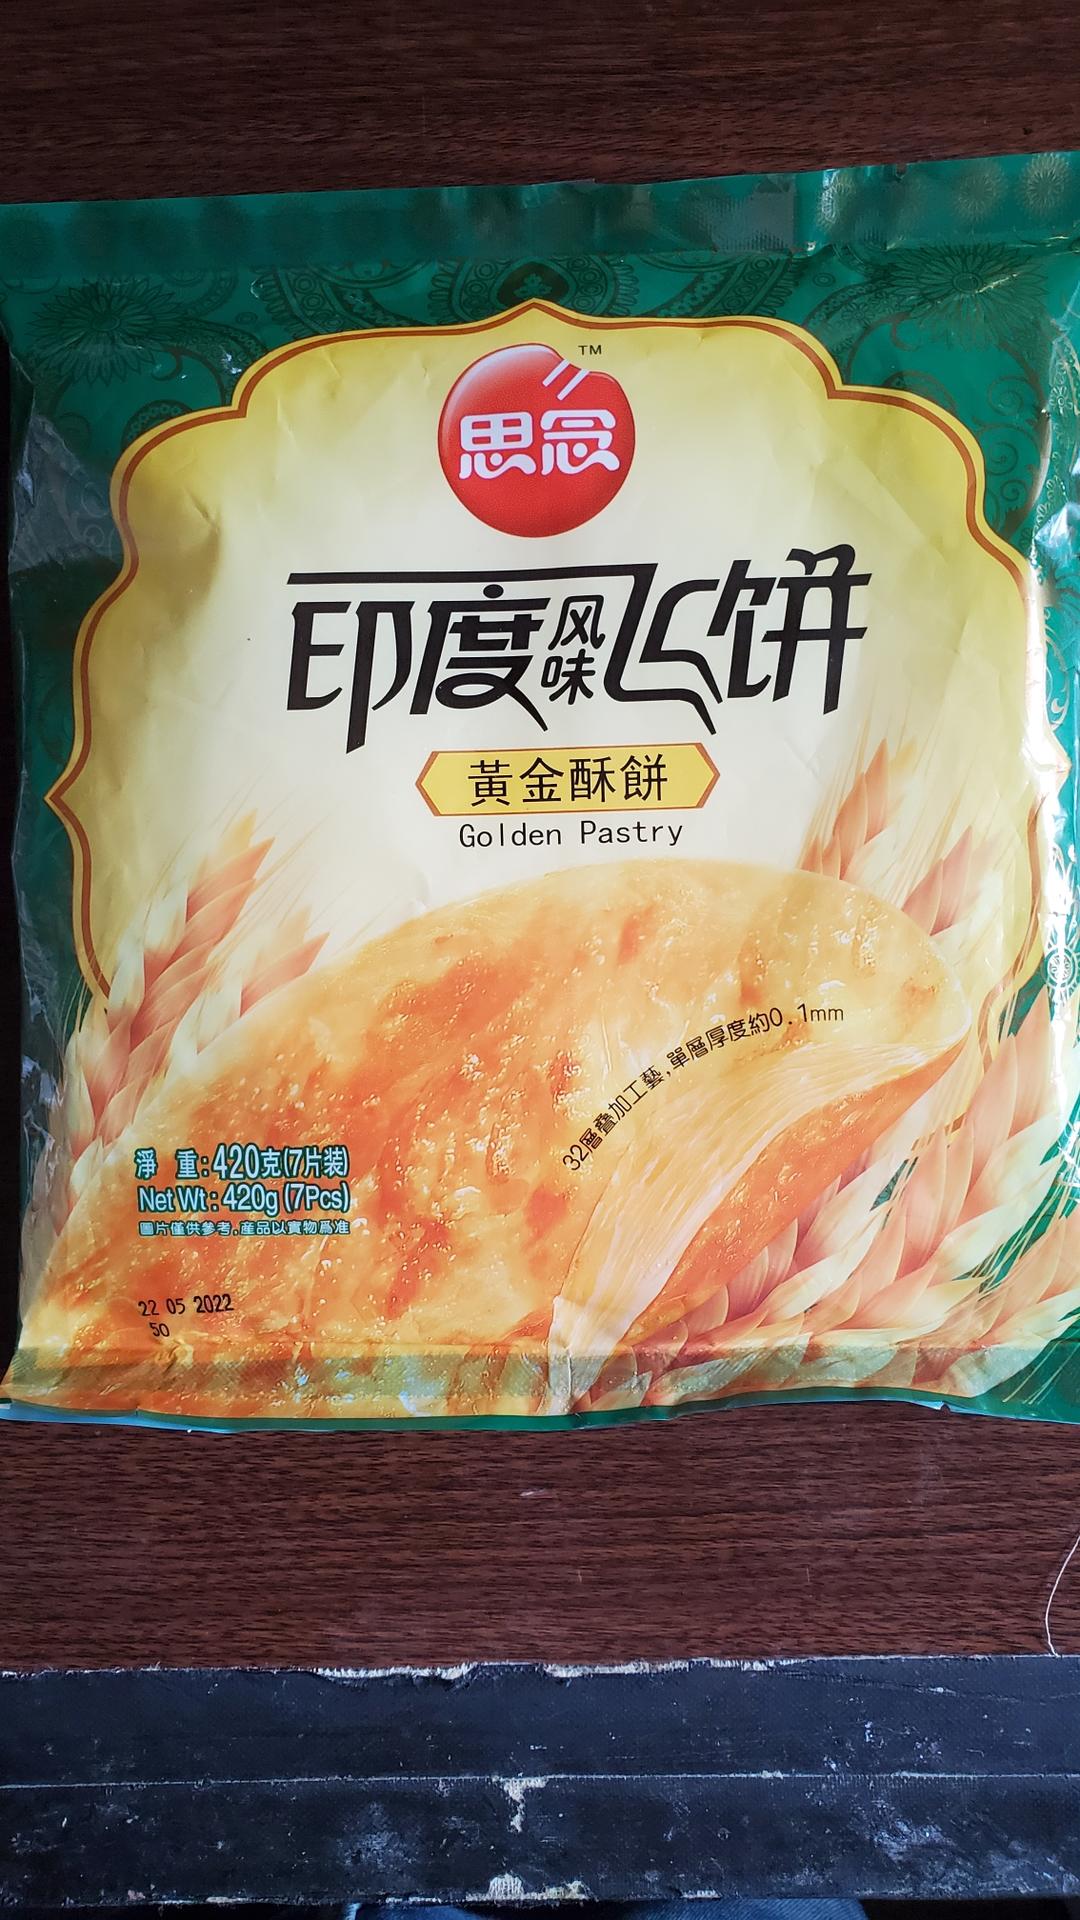 TM
思念
印度风味飞饼
黃金酥餅
Golden Pastry
32層疊加工藝,單層厚度約0.1mm
淨 重:420克(7片裝)
Net Wt:420g(7Pcs)
圖片僅供參考,産品以實物爲准
22 05 2022
50